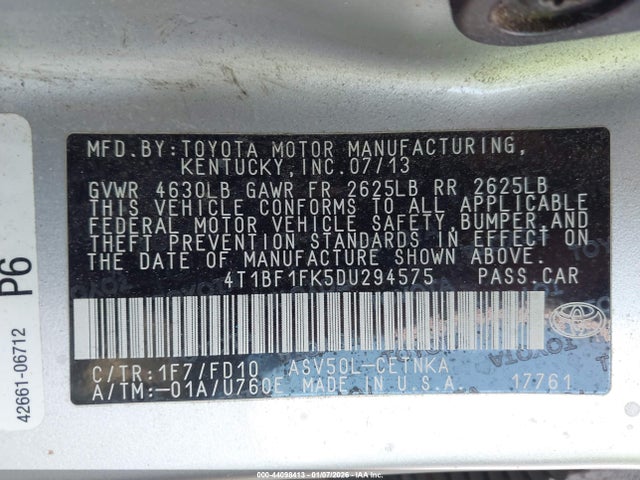 MFD.BY:TOYOTA MOTOR MANUFACTURING,
KENTUCKY,INC.07/13
GVWR 4630LB GAWR FR 2625LB RR 2625LB
THIS VEHICLE CONFORMS TO ALL APPLICABLE
FEDERAL MOTOR VEHICLE SAFETY,BUMPER,AND
THEFT PREVENTION STANDARDS IN EFFECT ON
THE DATE OF MANUFACTURE SHOWN ABOVE.
4T1BF1FK5DU294575 PASS.CAR
C/TR:1F7/FD10 ASV50L-CETNKA
A/TM:-01A/U760E MADE IN U.S.A. 17761
P6
42661-06712
TOYOTA
TOYOTA
TOYOTA
000-44098413 - 01/07/2026 - IAA Inc.